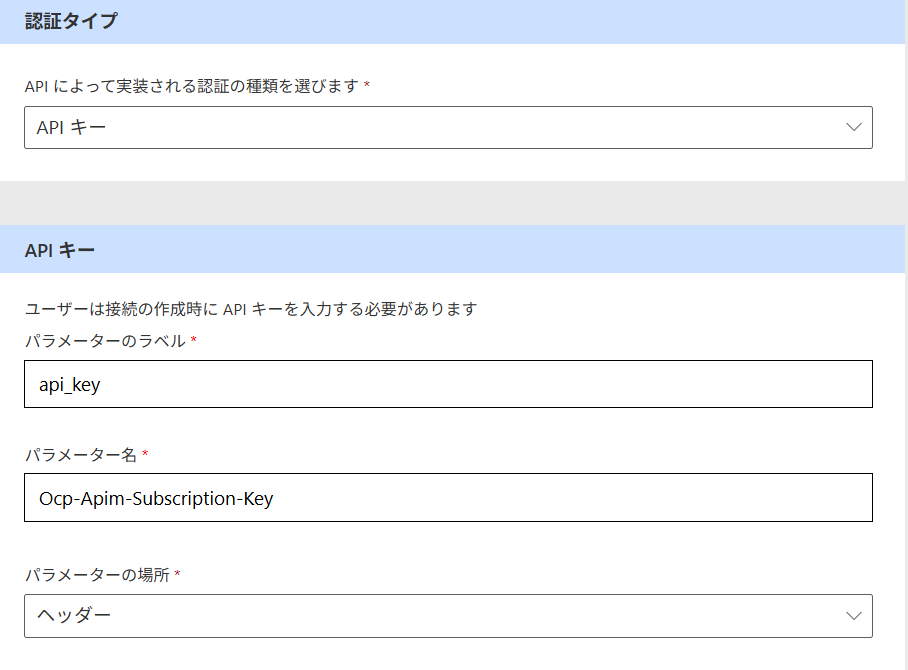 認証タイプ
API によって実装される認証の種類を選びます *
API キー
API キー
ユーザーは接続の作成時に API キーを入力する必要があります
パラメーターのラベル *
api_key
パラメーター名 *
Ocp-Apim-Subscription-Key
パラメーターの場所 *
ヘッダー